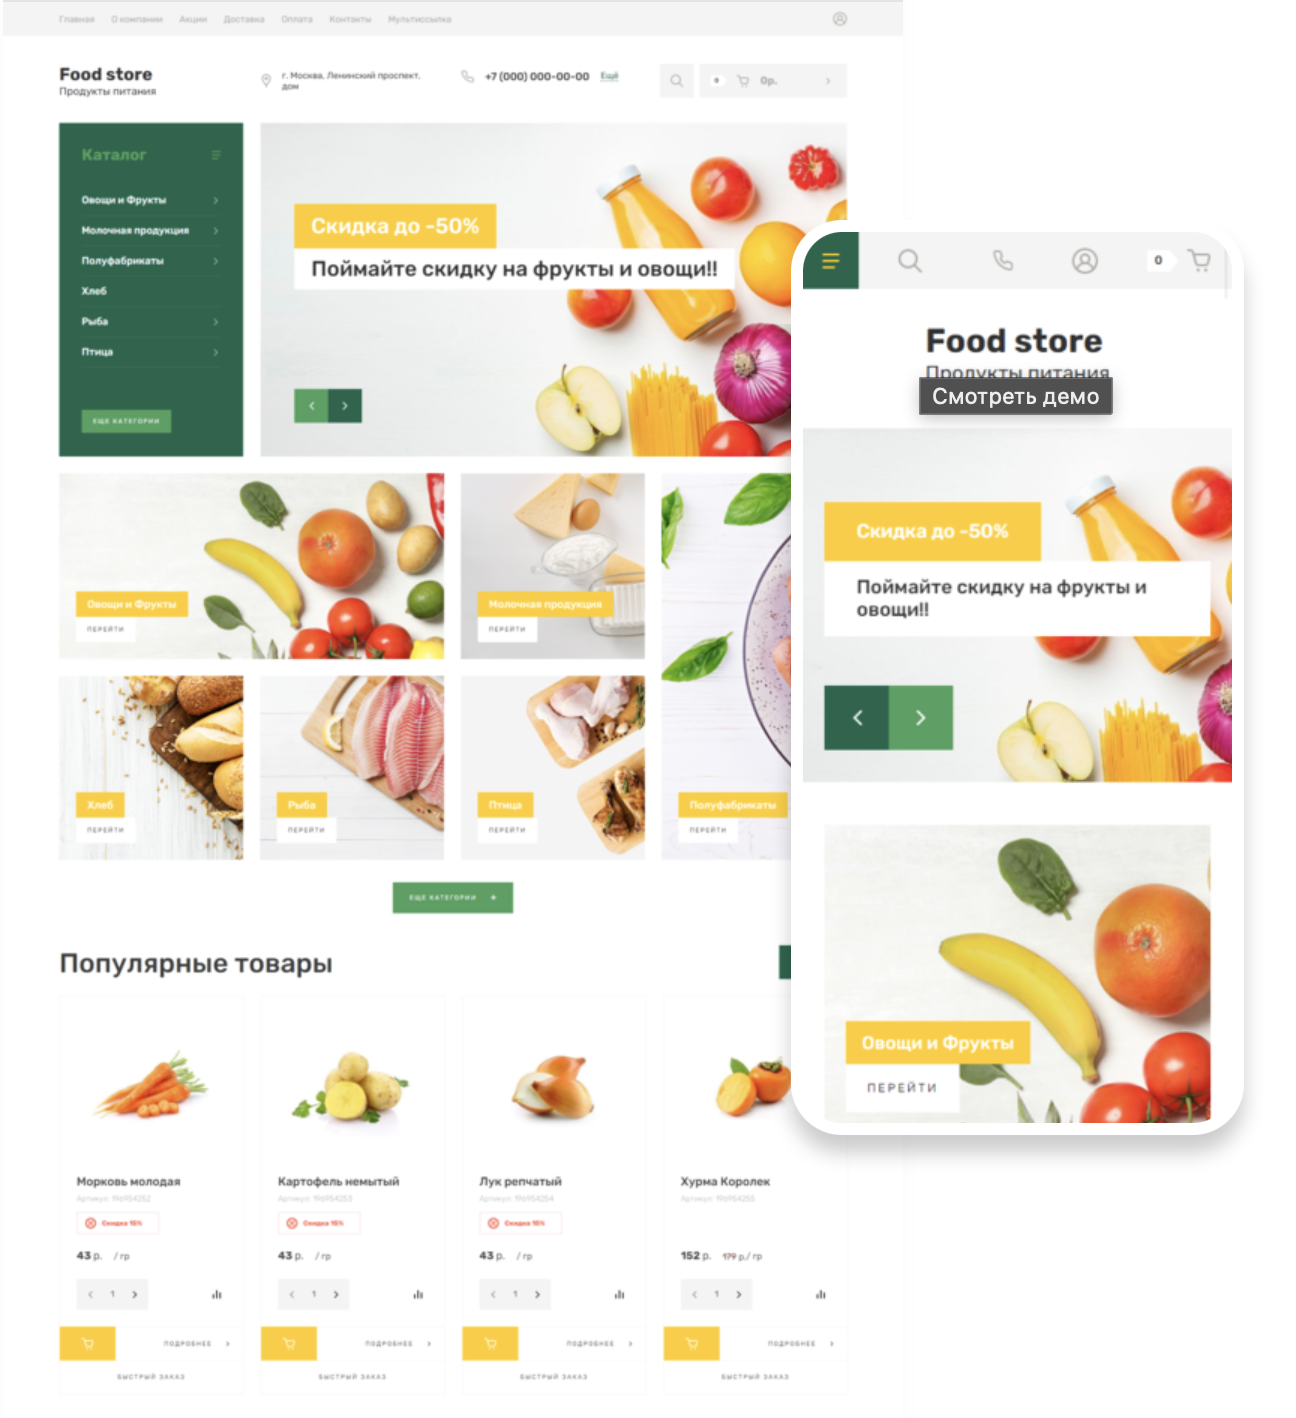 Главная О компании Акции Доставка Оплата Контакты Мультиссылка
Food store
Продукты питания
г. Москва, Ленинский проспект,
дом
+7 (000) 000-00-00 Ещё
0 0р.
Каталог
Овощи и Фрукты
Молочная продукция
Полуфабрикаты
Хлеб
Рыба
Птица
ЕЩЕ КАТЕГОРИИ
Скидка до -50%
Поймайте скидку на фрукты и овощи!!
Овощи и Фрукты
ПЕРЕЙТИ
Молочная продукция
ПЕРЕЙТИ
Хлеб
ПЕРЕЙТИ
Рыба
ПЕРЕЙТИ
Птица
ПЕРЕЙТИ
Полуфабрикаты
ПЕРЕЙТИ
ЕЩЕ КАТЕГОРИИ +
Популярные товары
Морковь молодая
Артикул: 196954252
Скидка 15%
43 р. / гр
1
ПОДРОБНЕЕ
БЫСТРЫЙ ЗАКАЗ
Картофель немытый
Артикул: 196954253
Скидка 15%
43 р. / гр
1
ПОДРОБНЕЕ
БЫСТРЫЙ ЗАКАЗ
Лук репчатый
Артикул: 196954254
Скидка 15%
43 р. / гр
1
ПОДРОБНЕЕ
БЫСТРЫЙ ЗАКАЗ
Хурма Королек
Артикул: 196954255
152 р. 179 р./ гр
1
ПОДРОБНЕЕ
БЫСТРЫЙ ЗАКАЗ
0
Food store
Продукты питания
Смотреть демо
Скидка до -50%
Поймайте скидку на фрукты и
овощи!!
Овощи и Фрукты
ПЕРЕЙТИ